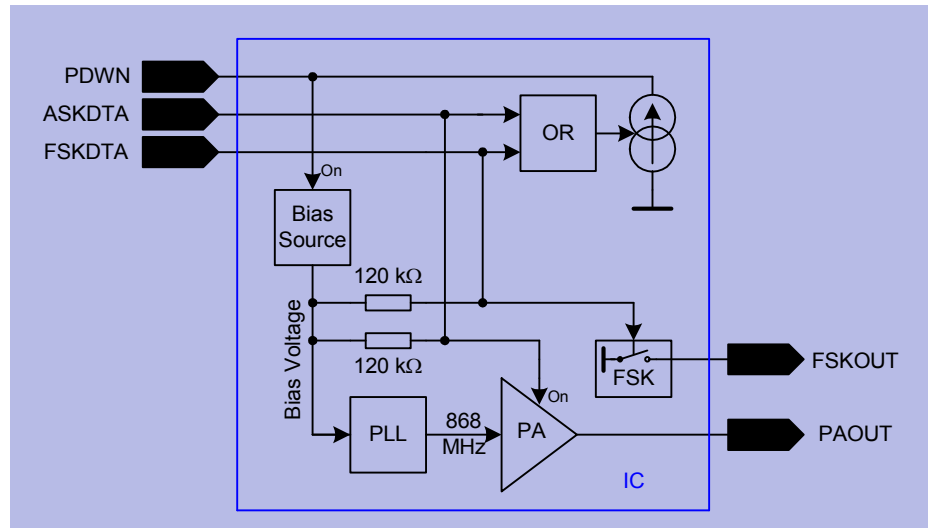 PDWN
ASKDTA
FSKDTA
OR
On
Bias
Source
120 kΩ
120 kΩ
Bias Voltage
FSK
FSKOUT
On
PLL
868
MHz
PA
PAOUT
IC